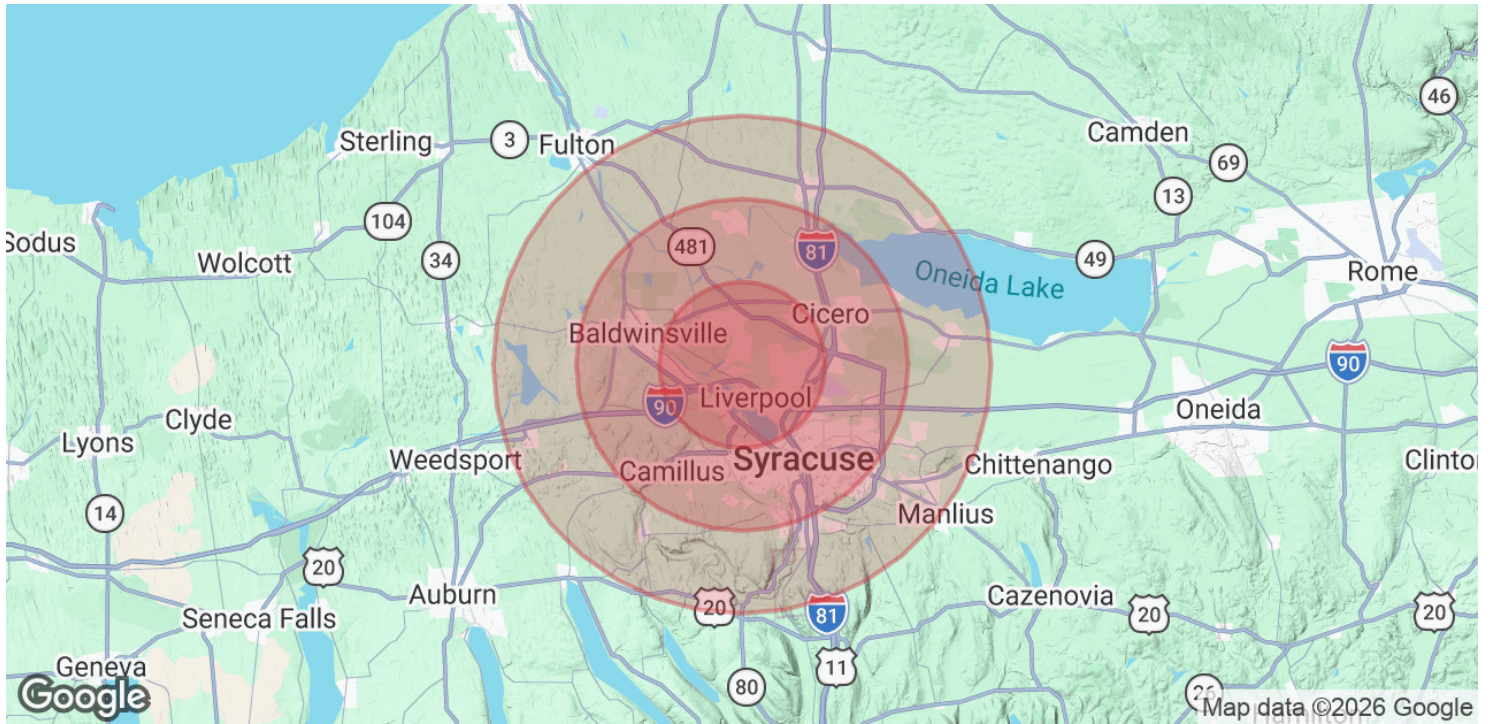 46
Camden
Sterling
3
Fulton
69
13
104
Sodus
Wolcott
34
481
81
49
Oneida Lake
Rome
Cicero
Baldwinsville
90
90
Liverpool
Clyde
Lyons
Oneida
Weedsport
Camillus
Syracuse
Chittenango
Clinto
14
Manlius
20
Auburn
20
81
Cazenovia
20
20
Seneca Falls
Geneva
11
80
26
Google
Map data ©2026 Google